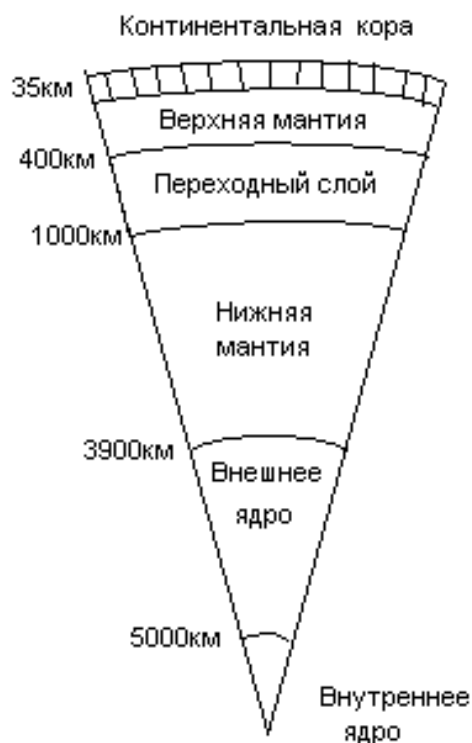 Континентальная кора
35км
Верхняя мантия
400км
Переходный слой
1000км
Нижняя
мантия
3900км
Внешнее
ядро
5000км
Внутреннее
ядро